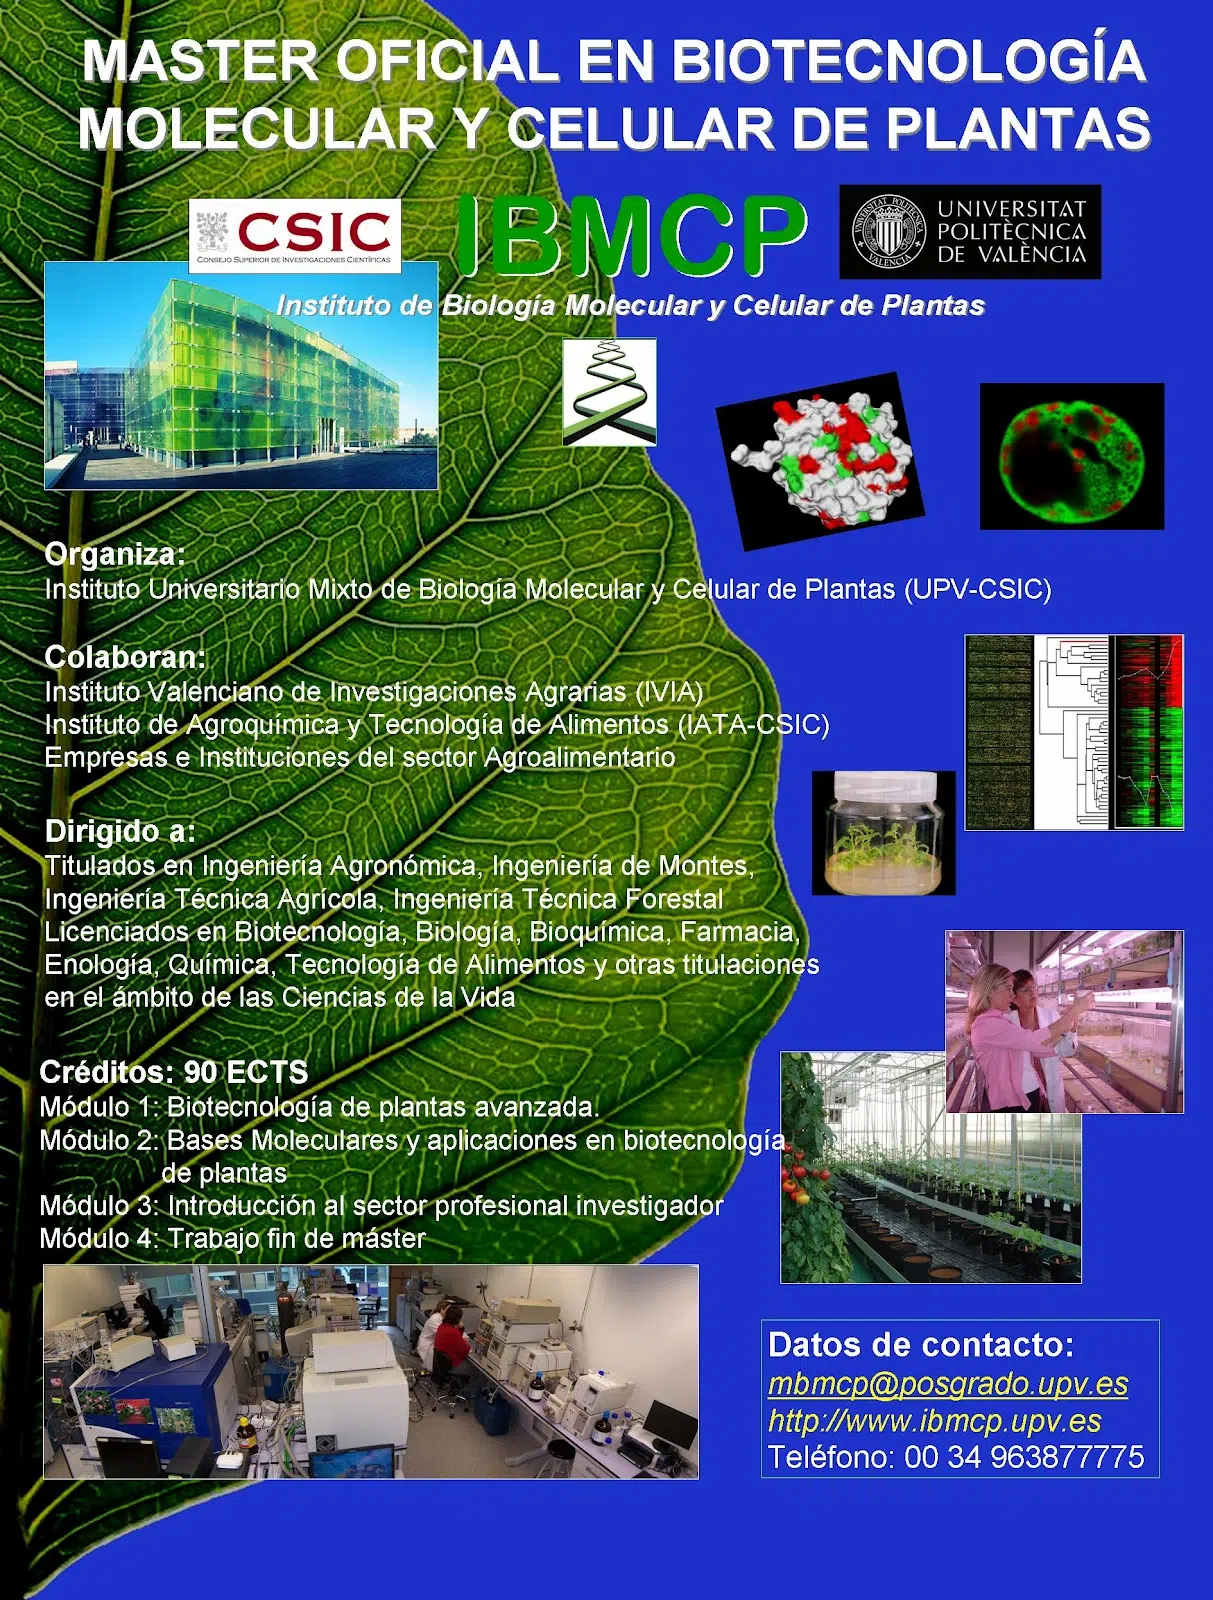 MASTER OFICIAL EN BIOTECNOLOGÍA
MOLECULAR Y CELULAR DE PLANTAS
CSIC
CONSEJO SUPERIOR DE INVESTIGACIONES CIENTÍFICAS
IBMCP
UNIVERSITAT
POLITÈCNICA
DE VALÈNCIA
Instituto de Biología Molecular y Celular de Plantas
Organiza:
Instituto Universitario Mixto de Biología Molecular y Celular de Plantas (UPV-CSIC)
Colaboran:
Instituto Valenciano de Investigaciones Agrarias (IVIA)
Instituto de Agroquímica y Tecnología de Alimentos (IATA-CSIC)
Empresas e Instituciones del sector Agroalimentario
Dirigido a:
Titulados en Ingeniería Agronómica, Ingeniería de Montes,
Ingeniería Técnica Agrícola, Ingeniería Técnica Forestal
Licenciados en Biotecnología, Biología, Bioquímica, Farmacia,
Enología, Química, Tecnología de Alimentos y otras titulaciones
en el ámbito de las Ciencias de la Vida
Créditos: 90 ECTS
Módulo 1: Biotecnología de plantas avanzada.
Módulo 2: Bases Moleculares y aplicaciones en biotecnología
de plantas
Módulo 3: Introducción al sector profesional investigador
Módulo 4: Trabajo fin de máster
Datos de contacto:
mbmcp@posgrado.upv.es
http://www.ibmcp.upv.es
Teléfono: 00 34 963877775